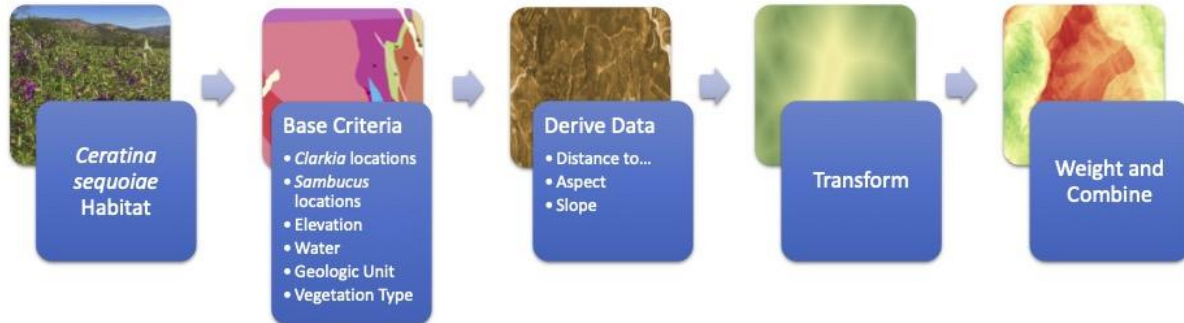 Ceratina
sequoiae
Habitat
Base Criteria
• Clarkia locations
• Sambucus
locations
• Elevation
• Water
• Geologic Unit
• Vegetation Type
Derive Data
• Distance to...
• Aspect
• Slope
Transform
Weight and
Combine